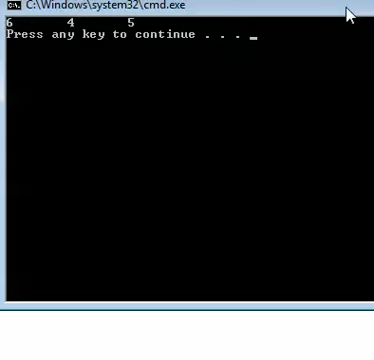 C:\Windows\system32\cmd.exe
6 4 5
Press any key to continue . . . _